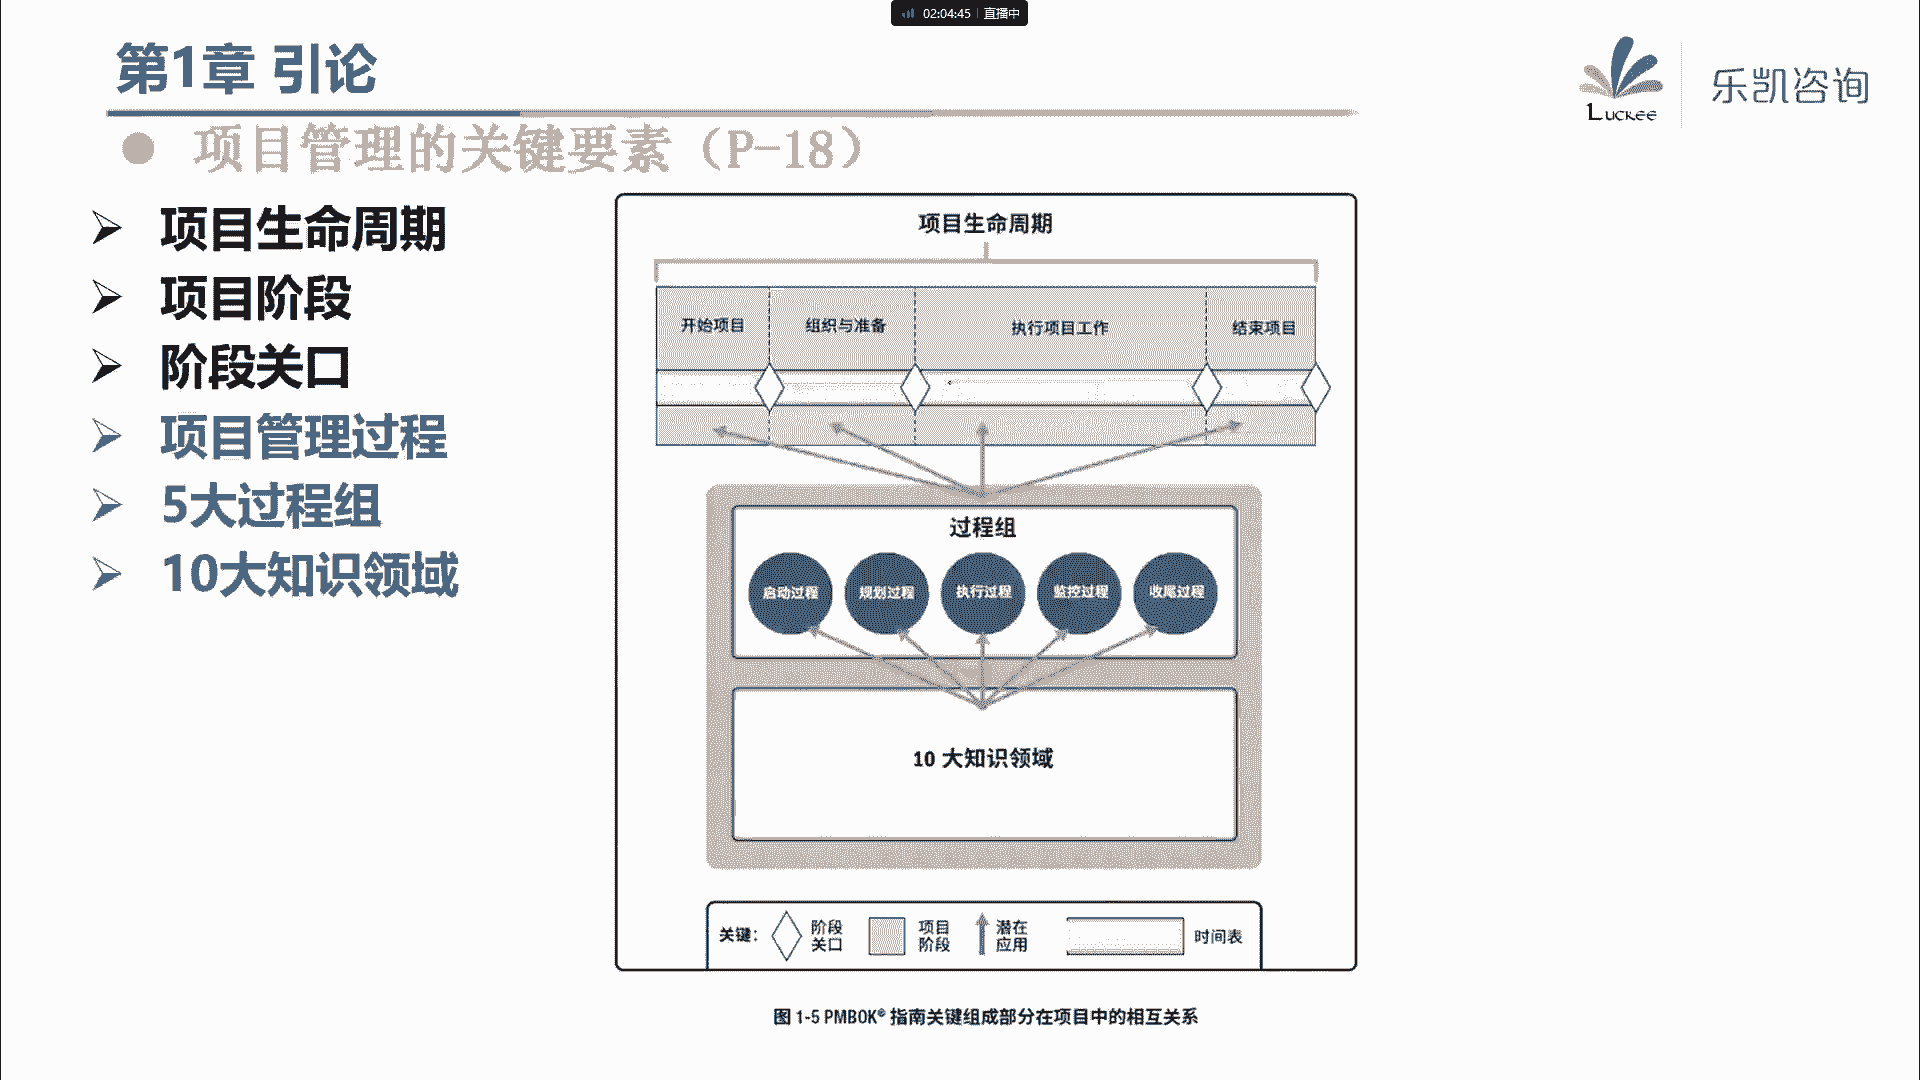 02:04:45 直播中
第1章 引论
Luckee
乐凯咨询
● 项目管理的关键要素（P-18）
➢ 项目生命周期
➢ 项目阶段
➢ 阶段关口
➢ 项目管理过程
➢ 5大过程组
➢ 10大知识领域
项目生命周期
开始项目 组织与准备 执行项目工作 结束项目
过程组
启动过程 规划过程 执行过程 监控过程 收尾过程
10 大知识领域
关键： 阶段关口 项目阶段 潜在应用 时间表
图 1-5 PMBOK® 指南关键组成部分在项目中的相互关系